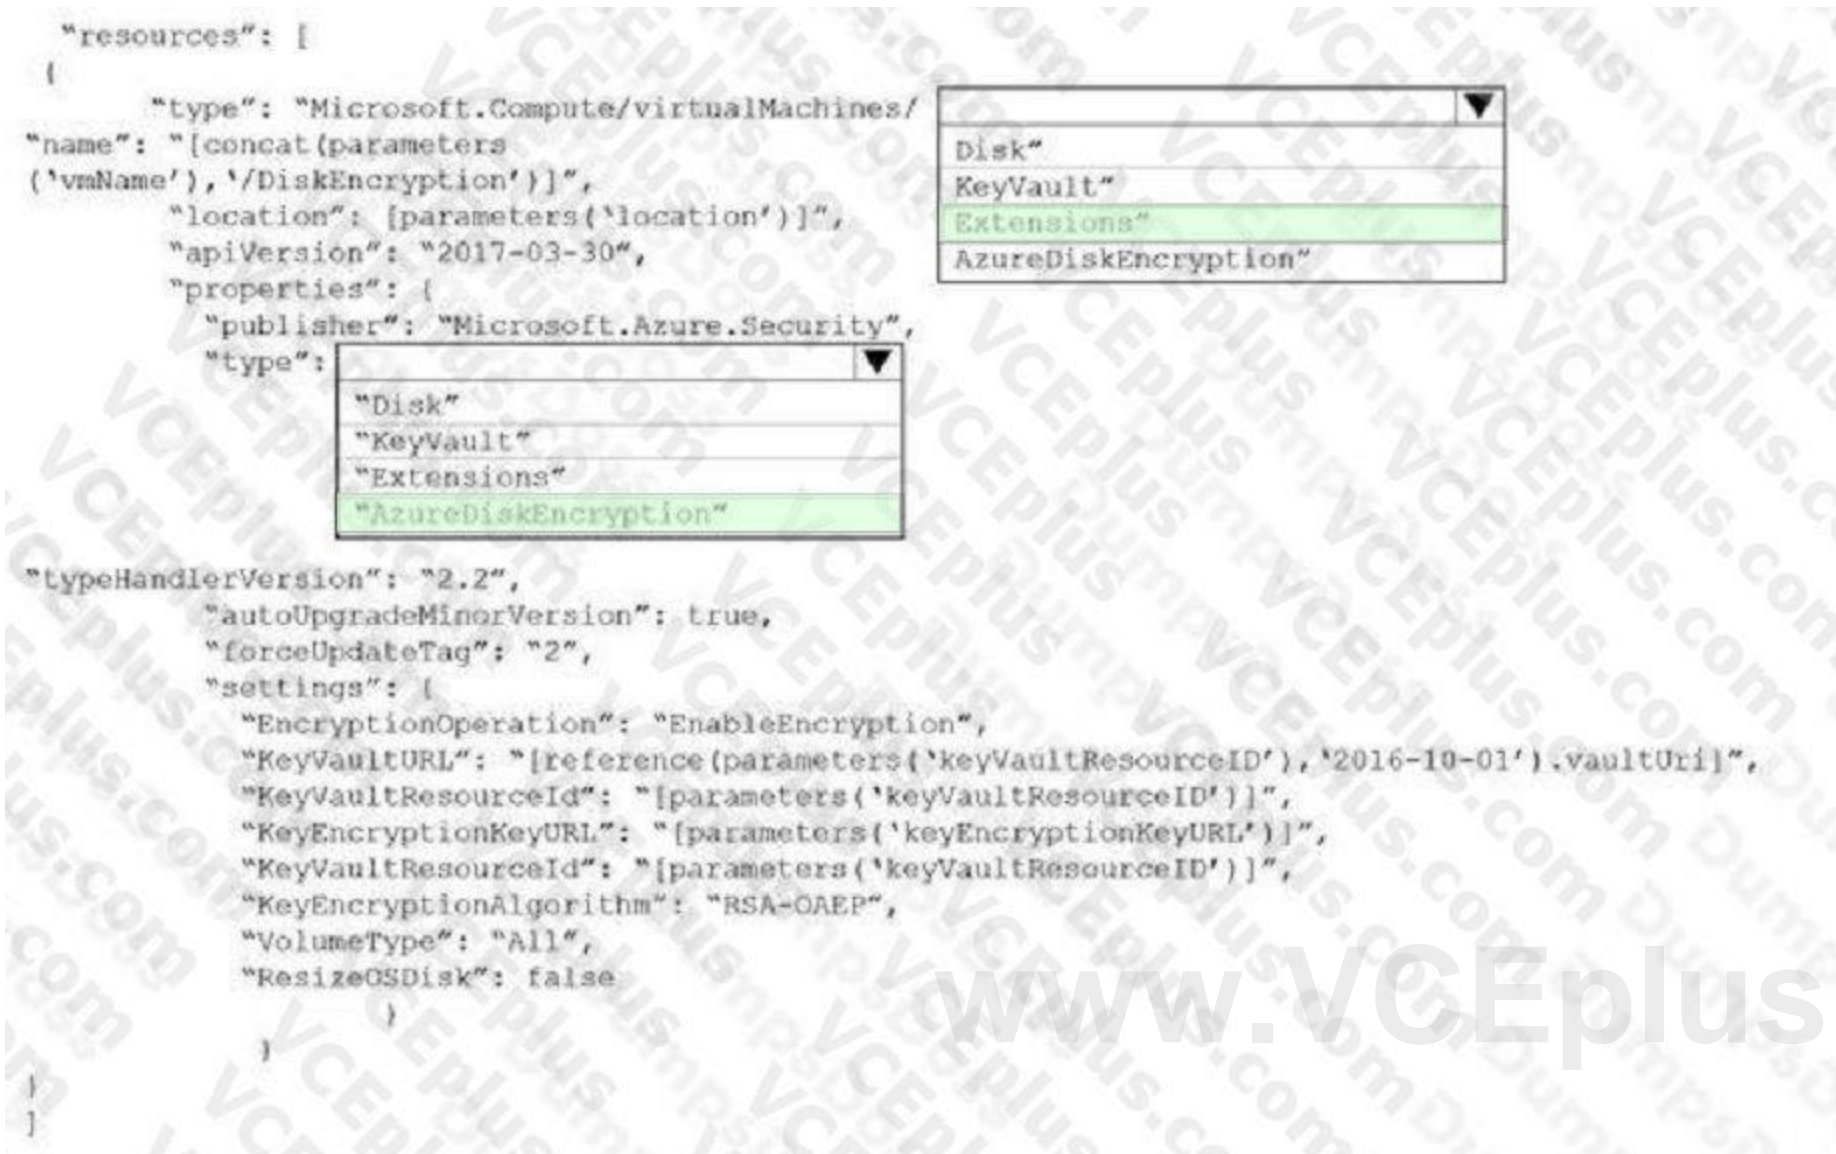 "resources": [
{
"type": "Microsoft.Compute/virtualMachines/
Disk"
KeyVault"
Extensions"
AzureDiskEncryption"
"name": "[concat(parameters
('vmName'),'/DiskEncryption')]",
"location": [parameters('location')]",
"apiVersion": "2017-03-30",
"properties": {
"publisher": "Microsoft.Azure.Security",
"type":
"Disk"
"KeyVault"
"Extensions"
"AzureDiskEncryption"
"typeHandlerVersion": "2.2",
"autoUpgradeMinorVersion": true,
"forceUpdateTag": "2",
"settings": {
"EncryptionOperation": "EnableEncryption",
"KeyVaultURL": "[reference(parameters('keyVaultResourceID'),'2016-10-01').vaultUri]",
"KeyVaultResourceId": "[parameters('keyVaultResourceID')]",
"KeyEncryptionKeyURL": "[parameters('keyEncryptionKeyURL')]",
"KeyVaultResourceId": "[parameters('keyVaultResourceID')]",
"KeyEncryptionAlgorithm": "RSA-OAEP",
"VolumeType": "All",
"ResizeOSDisk": false
}
}
}
]
www.VCEplus